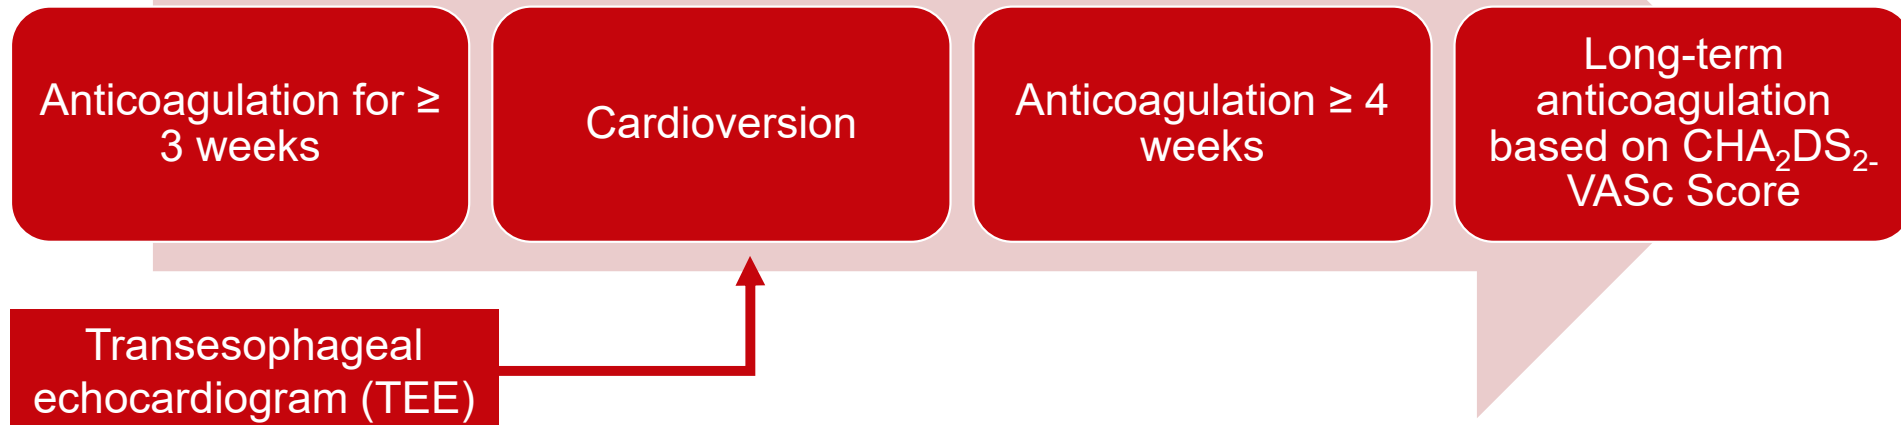 Anticoagulation for ≥
3 weeks
Cardioversion
Anticoagulation ≥ 4
weeks
Long-term
anticoagulation
based on CHA₂DS₂₋
VASc Score
Transesophageal
echocardiogram (TEE)